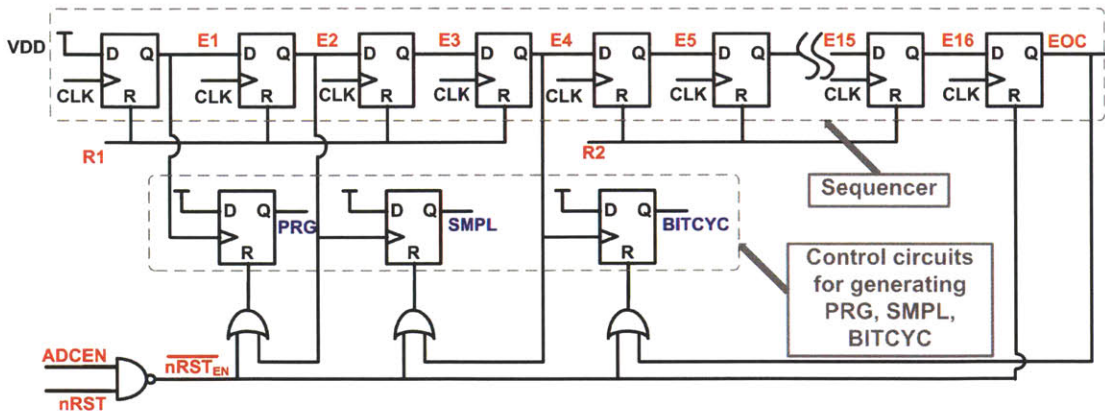 VDD
D Q E1 D Q E2 D Q E3 D Q E4 D Q E5 D Q E15 D Q E16 D Q EOC
CLK R CLK R CLK R CLK R CLK R CLK R CLK R CLK R
R1 R2
Sequencer
D Q PRG D Q SMPL D Q BITCYC
R R R
Control circuits
for generating
PRG, SMPL,
BITCYC
ADCEN
nRST
nRST_EN